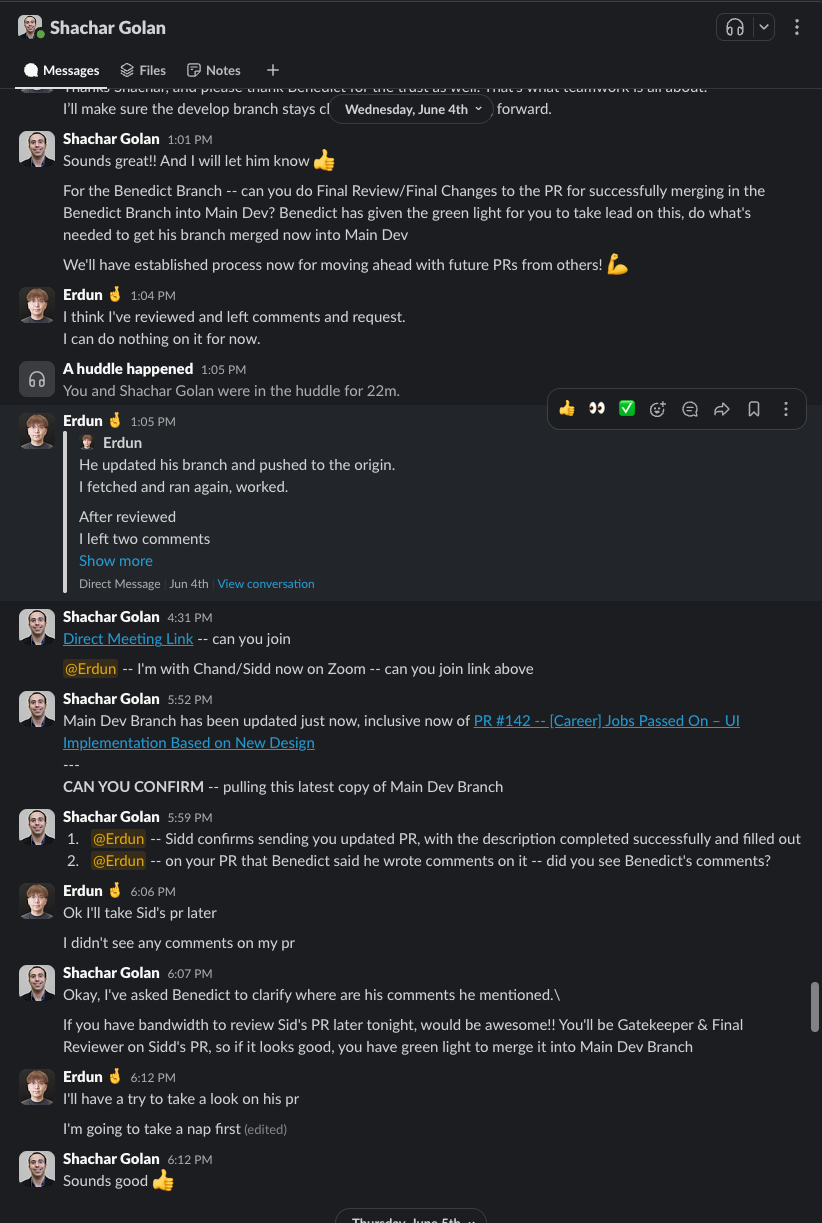 Shachar Golan
Messages
Files
Notes
Thanks Shachar, and please thank Benedict for the trust as well. That's what teamwork is all about.
I'll make sure the develop branch stays cl
Wednesday, June 4th
forward.
Shachar Golan 1:01 PM
Sounds great!! And I will let him know 👍
For the Benedict Branch -- can you do Final Review/Final Changes to the PR for successfully merging in the
Benedict Branch into Main Dev? Benedict has given the green light for you to take lead on this, do what's
needed to get his branch merged now into Main Dev
We'll have established process now for moving ahead with future PRs from others! 💪
Erdun 🤞 1:04 PM
I think I've reviewed and left comments and request.
I can do nothing on it for now.
A huddle happened 1:05 PM
You and Shachar Golan were in the huddle for 22m.
Erdun 🤞 1:05 PM
Erdun
He updated his branch and pushed to the origin.
I fetched and ran again, worked.
After reviewed
I left two comments
Show more
Direct Message | Jun 4th | View conversation
Shachar Golan 4:31 PM
Direct Meeting Link -- can you join
@Erdun -- I'm with Chand/Sidd now on Zoom -- can you join link above
Shachar Golan 5:52 PM
Main Dev Branch has been updated just now, inclusive now of PR #142 -- [Career] Jobs Passed On – UI
Implementation Based on New Design
---
CAN YOU CONFIRM -- pulling this latest copy of Main Dev Branch
Shachar Golan 5:59 PM
1. @Erdun -- Sidd confirms sending you updated PR, with the description completed successfully and filled out
2. @Erdun -- on your PR that Benedict said he wrote comments on it -- did you see Benedict's comments?
Erdun 🤞 6:06 PM
Ok I'll take Sid's pr later
I didn't see any comments on my pr
Shachar Golan 6:07 PM
Okay, I've asked Benedict to clarify where are his comments he mentioned.\
If you have bandwidth to review Sid's PR later tonight, would be awesome!! You'll be Gatekeeper & Final
Reviewer on Sidd's PR, so if it looks good, you have green light to merge it into Main Dev Branch
Erdun 🤞 6:12 PM
I'll have a try to take a look on his pr
I'm going to take a nap first (edited)
Shachar Golan 6:12 PM
Sounds good 👍
Thursday, June 5th